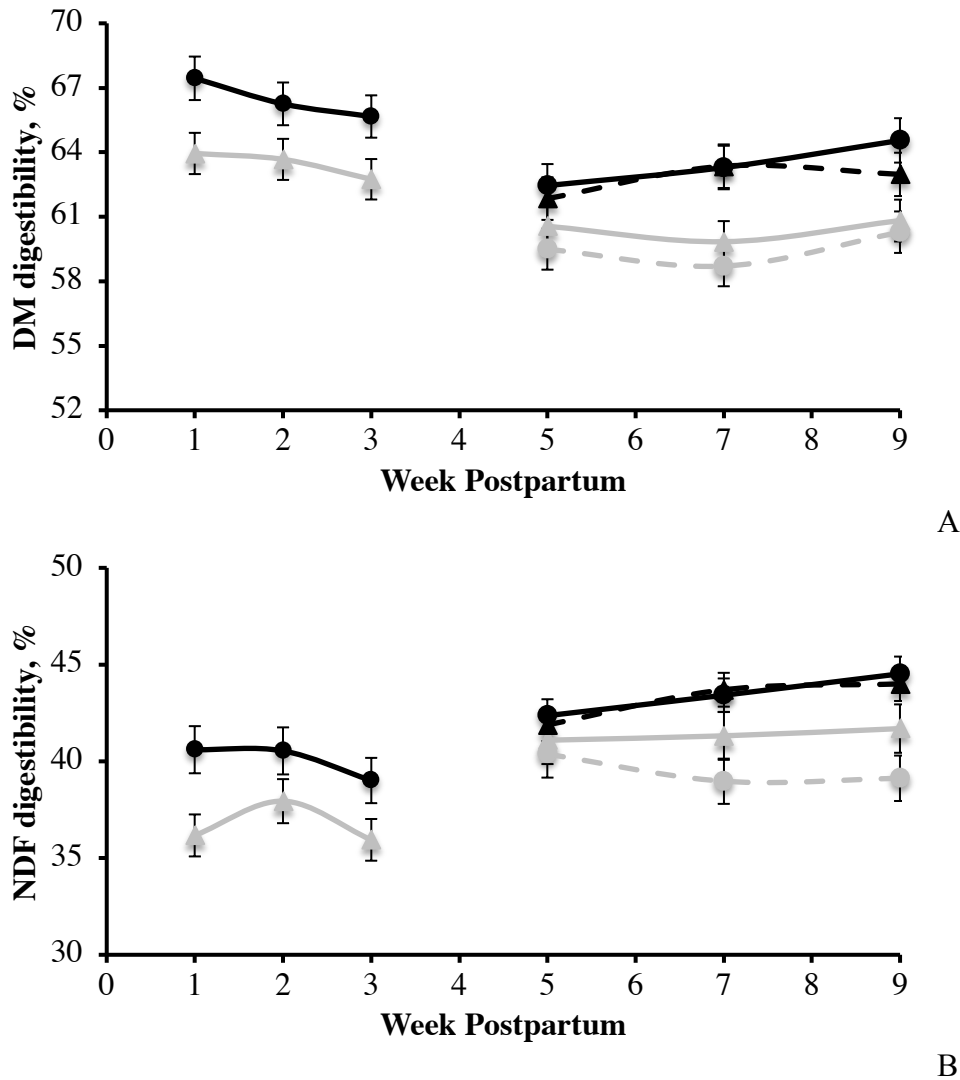 70
67
64
61
58
55
52
DM digestibility, %
0 1 2 3 4 5 6 7 8 9
Week Postpartum
A
50
45
40
35
30
NDF digestibility, %
0 1 2 3 4 5 6 7 8 9
Week Postpartum
B